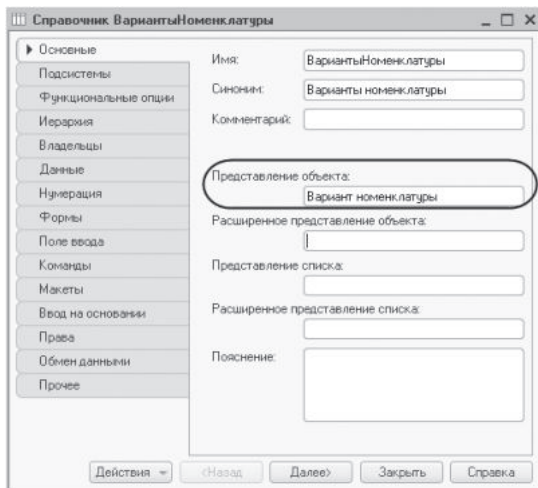 Справочник ВариантыНоменклатуры
Основные
Подсистемы
Функциональные опции
Иерархия
Владельцы
Данные
Нумерация
Формы
Поле ввода
Команды
Макеты
Ввод на основании
Права
Обмен данными
Прочее
Имя: ВариантыНоменклатуры
Синоним: Варианты номенклатуры
Комментарий:
Представление объекта:
Вариант номенклатуры
Расширенное представление объекта:
Представление списка:
Расширенное представление списка:
Пояснение:
Действия <Назад Далее> Закрыть Справка